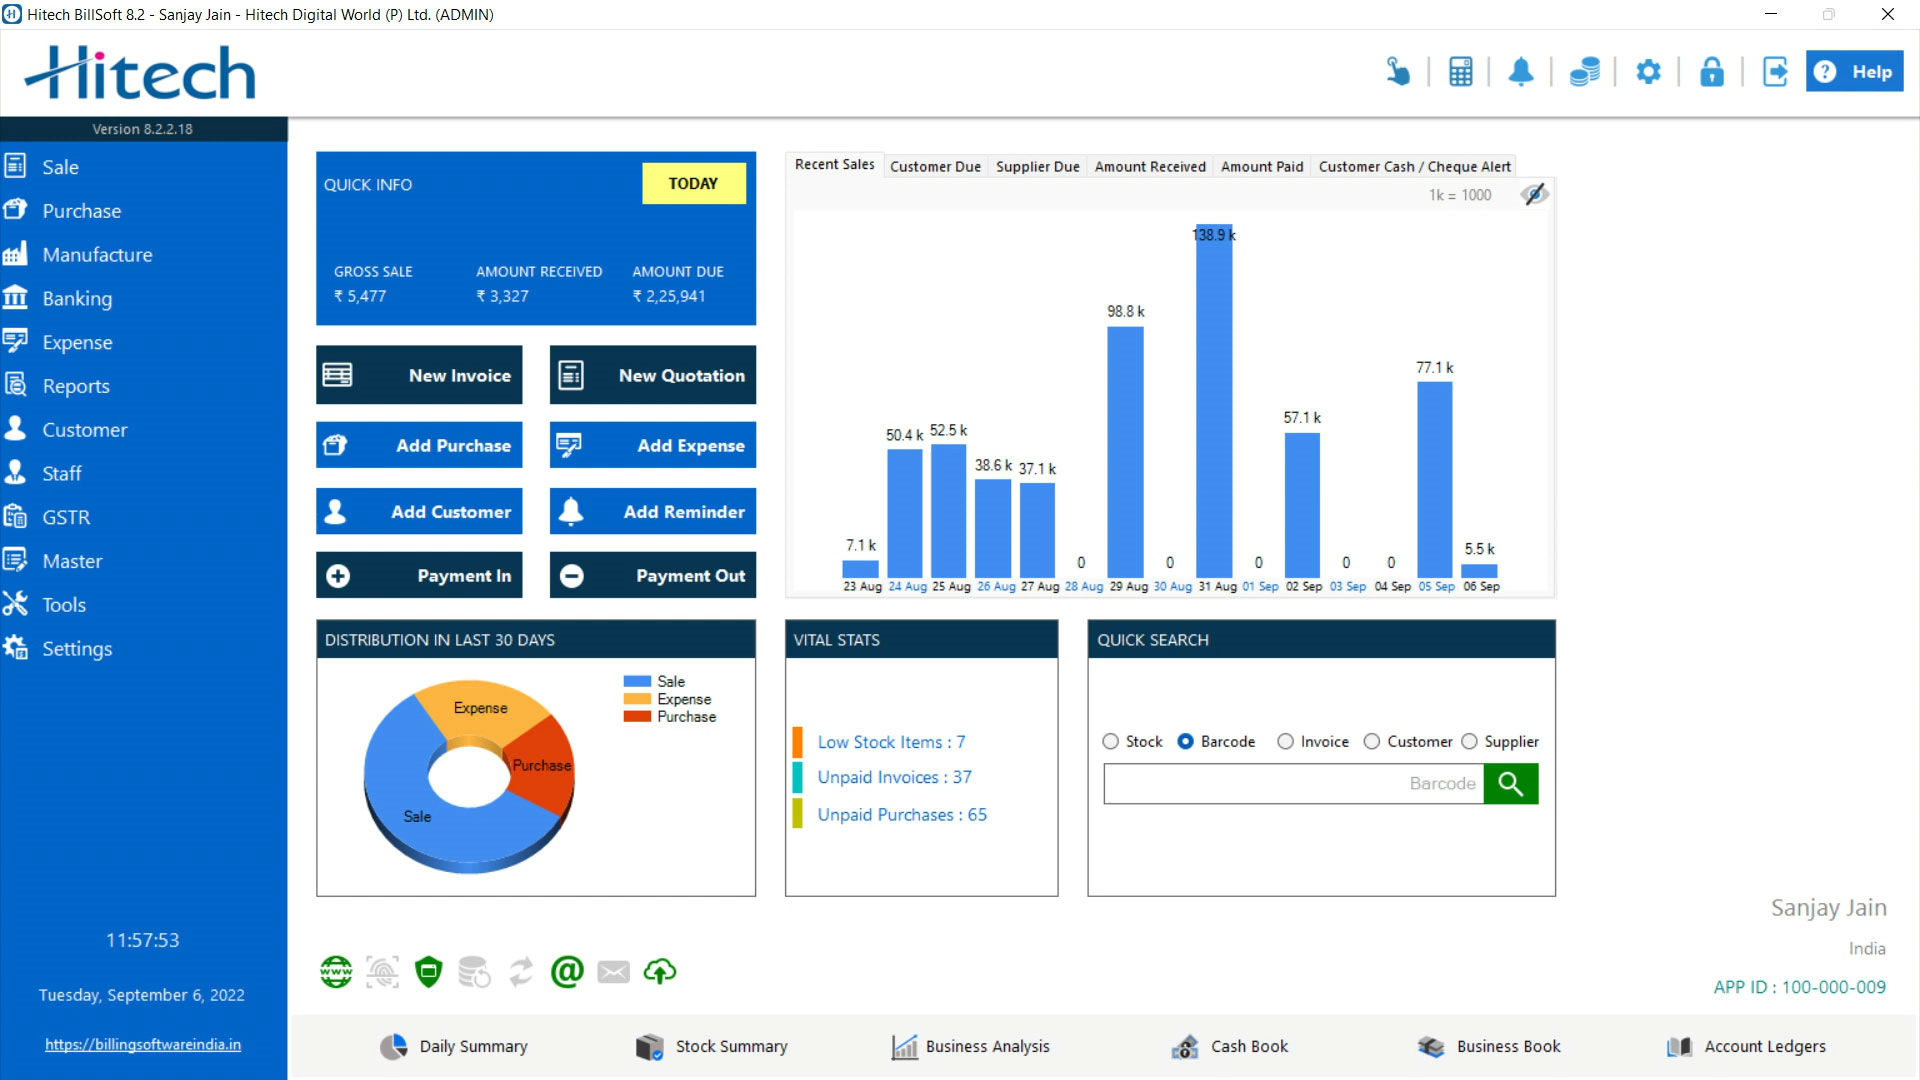 Hitech BillSoft 8.2 - Sanjay Jain - Hitech Digital World (P) Ltd. (ADMIN)
Hitech
Help
Version 8.2.2.18
Sale
Purchase
Manufacture
Banking
Expense
Reports
Customer
Staff
GSTR
Master
Tools
Settings
11:57:53
Tuesday, September 6, 2022
https://billingsoftwareindia.in
QUICK INFO
TODAY
GROSS SALE AMOUNT RECEIVED AMOUNT DUE
₹ 5,477 ₹ 3,327 ₹ 2,25,941
New Invoice New Quotation
Add Purchase Add Expense
Add Customer Add Reminder
Payment In Payment Out
Recent Sales Customer Due Supplier Due Amount Received Amount Paid Customer Cash / Cheque Alert
1k = 1000
7.1 k 50.4 k 52.5 k 38.6 k 37.1 k 0 98.8 k 0 138.9 k 0 57.1 k 0 0 77.1 k 5.5 k
23 Aug 24 Aug 25 Aug 26 Aug 27 Aug 28 Aug 29 Aug 30 Aug 31 Aug 01 Sep 02 Sep 03 Sep 04 Sep 05 Sep 06 Sep
DISTRIBUTION IN LAST 30 DAYS
Sale
Expense
Purchase
Expense
Purchase
Sale
VITAL STATS
Low Stock Items : 7
Unpaid Invoices : 37
Unpaid Purchases : 65
QUICK SEARCH
Stock Barcode Invoice Customer Supplier
Barcode
www
@
Sanjay Jain
India
APP ID : 100-000-009
Daily Summary Stock Summary Business Analysis Cash Book Business Book Account Ledgers